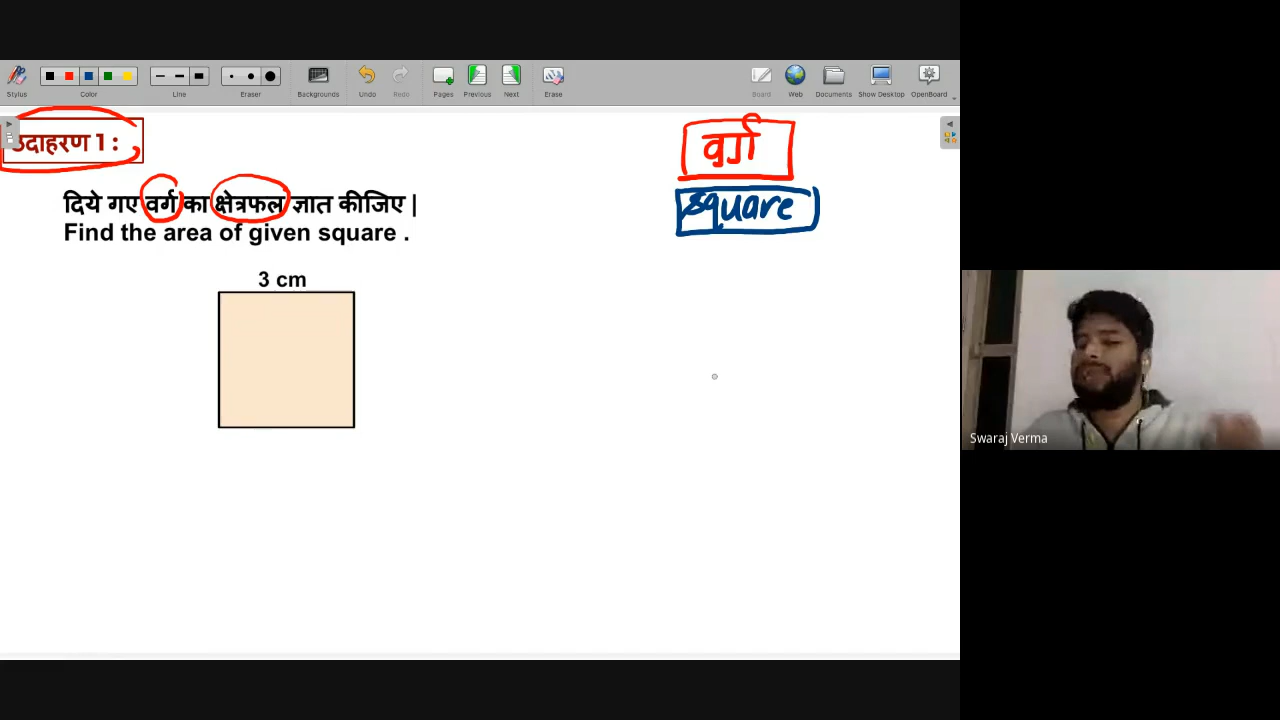 Stylus
Color
Line
Eraser
Backgrounds
Undo
Redo
Pages
Previous
Next
Erase
Board
Web
Documents
Show Desktop
OpenBoard
उदाहरण 1 :
वर्ग
square
दिये गए वर्ग का क्षेत्रफल ज्ञात कीजिए |
Find the area of given square .
3 cm
Swaraj Verma